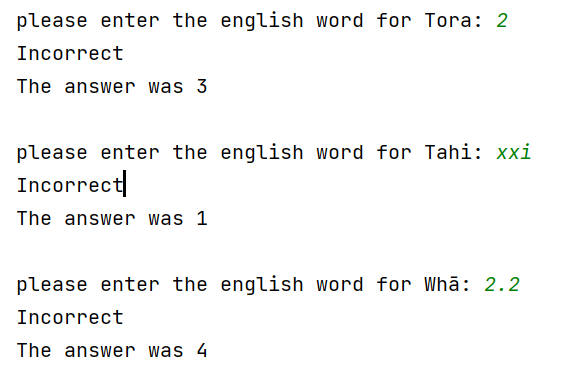 please enter the english word for Tora: 2
Incorrect
The answer was 3
please enter the english word for Tahi: xxi
Incorrect
The answer was 1
please enter the english word for Whā: 2.2
Incorrect
The answer was 4